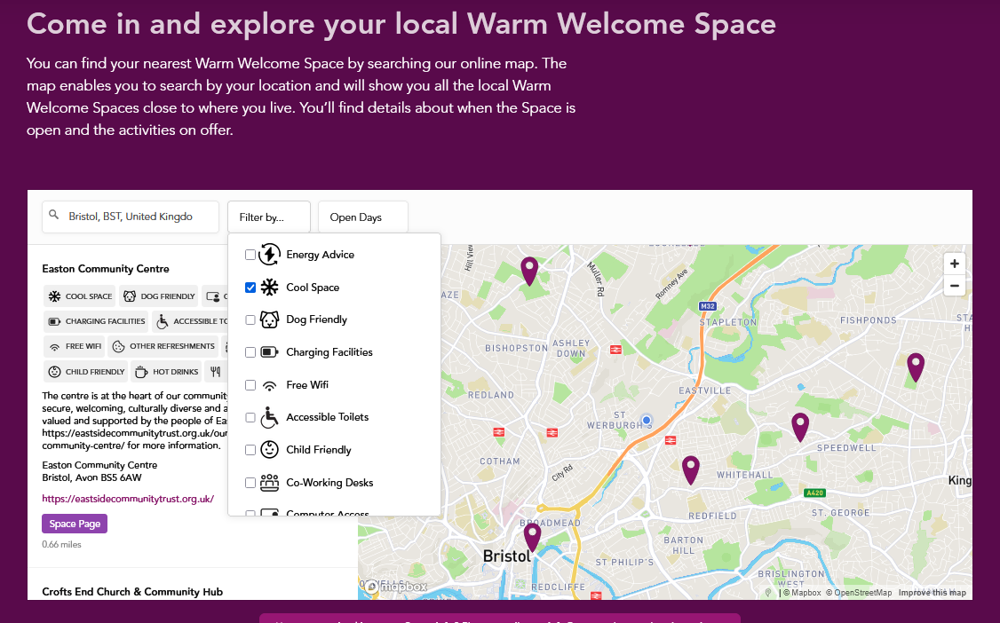 Come in and explore your local Warm Welcome Space
You can find your nearest Warm Welcome Space by searching our online map. The
map enables you to search by your location and will show you all the local Warm
Welcome Spaces close to where you live. You'll find details about when the Space is
open and the activities on offer.
Bristol, BST, United Kingdo
Filter by...
Open Days
Energy Advice
Cool Space
Dog Friendly
Charging Facilities
Free Wifi
Accessible Toilets
Child Friendly
Co-Working Desks
Computer Access
Easton Community Centre
COOL SPACE
DOG FRIENDLY
CHARGING FACILITIES
ACCESSIBLE TO
FREE WIFI
OTHER REFRESHMENTS
CHILD FRIENDLY
HOT DRINKS
The centre is at the heart of our communit
secure, welcoming, culturally diverse and a
valued and supported by the people of Ea
https://eastsidecommunitytrust.org.uk/our
community-centre/ for more information.
Easton Community Centre
Bristol, Avon BS5 6AW
https://eastsidecommunitytrust.org.uk/
Space Page
0.66 miles
Crofts End Church & Community Hub
Hill View
Muller Rd
Romney Ave
+
−
AZE
M32
STAPLETON
FISHPONDS
STA
BISHOPSTON
ASHLEY
DOWN
REDLAND
EASTVILLE
ST
WERBURGH'S
COTHAM
City Rd
SPEEDWELL
WHITEHALL
King
A420
BROADMEAD
REDFIELD
ST. GEORGE
BARTON
HILL
Bristol
ST PHILIP'S
REDCLIFFE
BRISLINGTON
WEST
mapbox
| © Mapbox © OpenStreetMap Improve this map